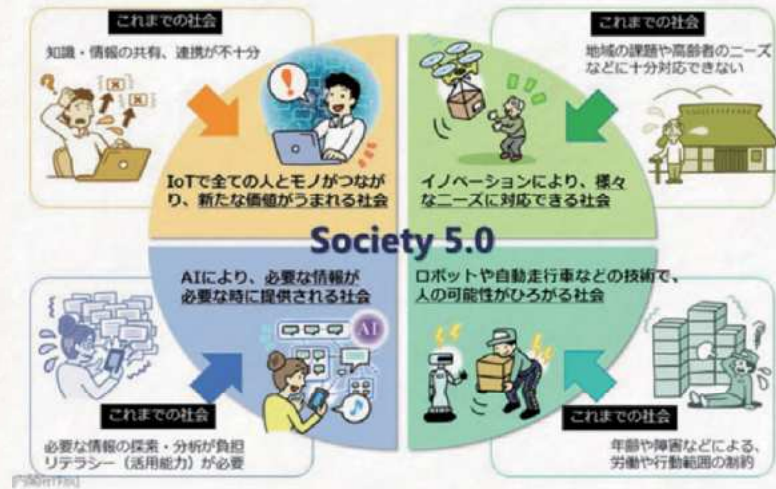 これまでの社会
知識・情報の共有、連携が不十分
IoTで全ての人とモノがつなが
り、新たな価値がうまれる社会
これまでの社会
地域の課題や高齢者のニーズ
などに十分対応できない
イノベーションにより、様々
なニーズに対応できる社会
Society 5.0
AIにより、必要な情報が
必要な時に提供される社会
AI
これまでの社会
必要な情報の探索・分析が負担
リテラシー（活用能力）が必要
ロボットや自動走行車などの技術で、
人の可能性がひろがる社会
これまでの社会
年齢や障害などによる、
労働や行動範囲の制約